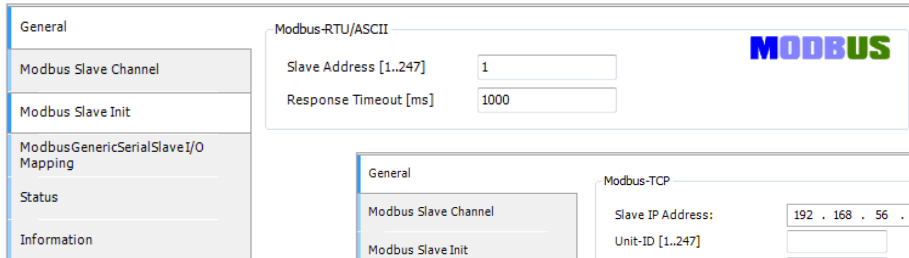 General
Modbus Slave Channel
Modbus Slave Init
ModbusGenericSerialSlave I/O
Mapping
Status
Information
Modbus-RTU/ASCII
MODBUS
Slave Address [1..247] 1
Response Timeout [ms] 1000
General
Modbus Slave Channel
Modbus Slave Init
Modbus-TCP
Slave IP Address: 192 . 168 . 56 .
Unit-ID [1..247]